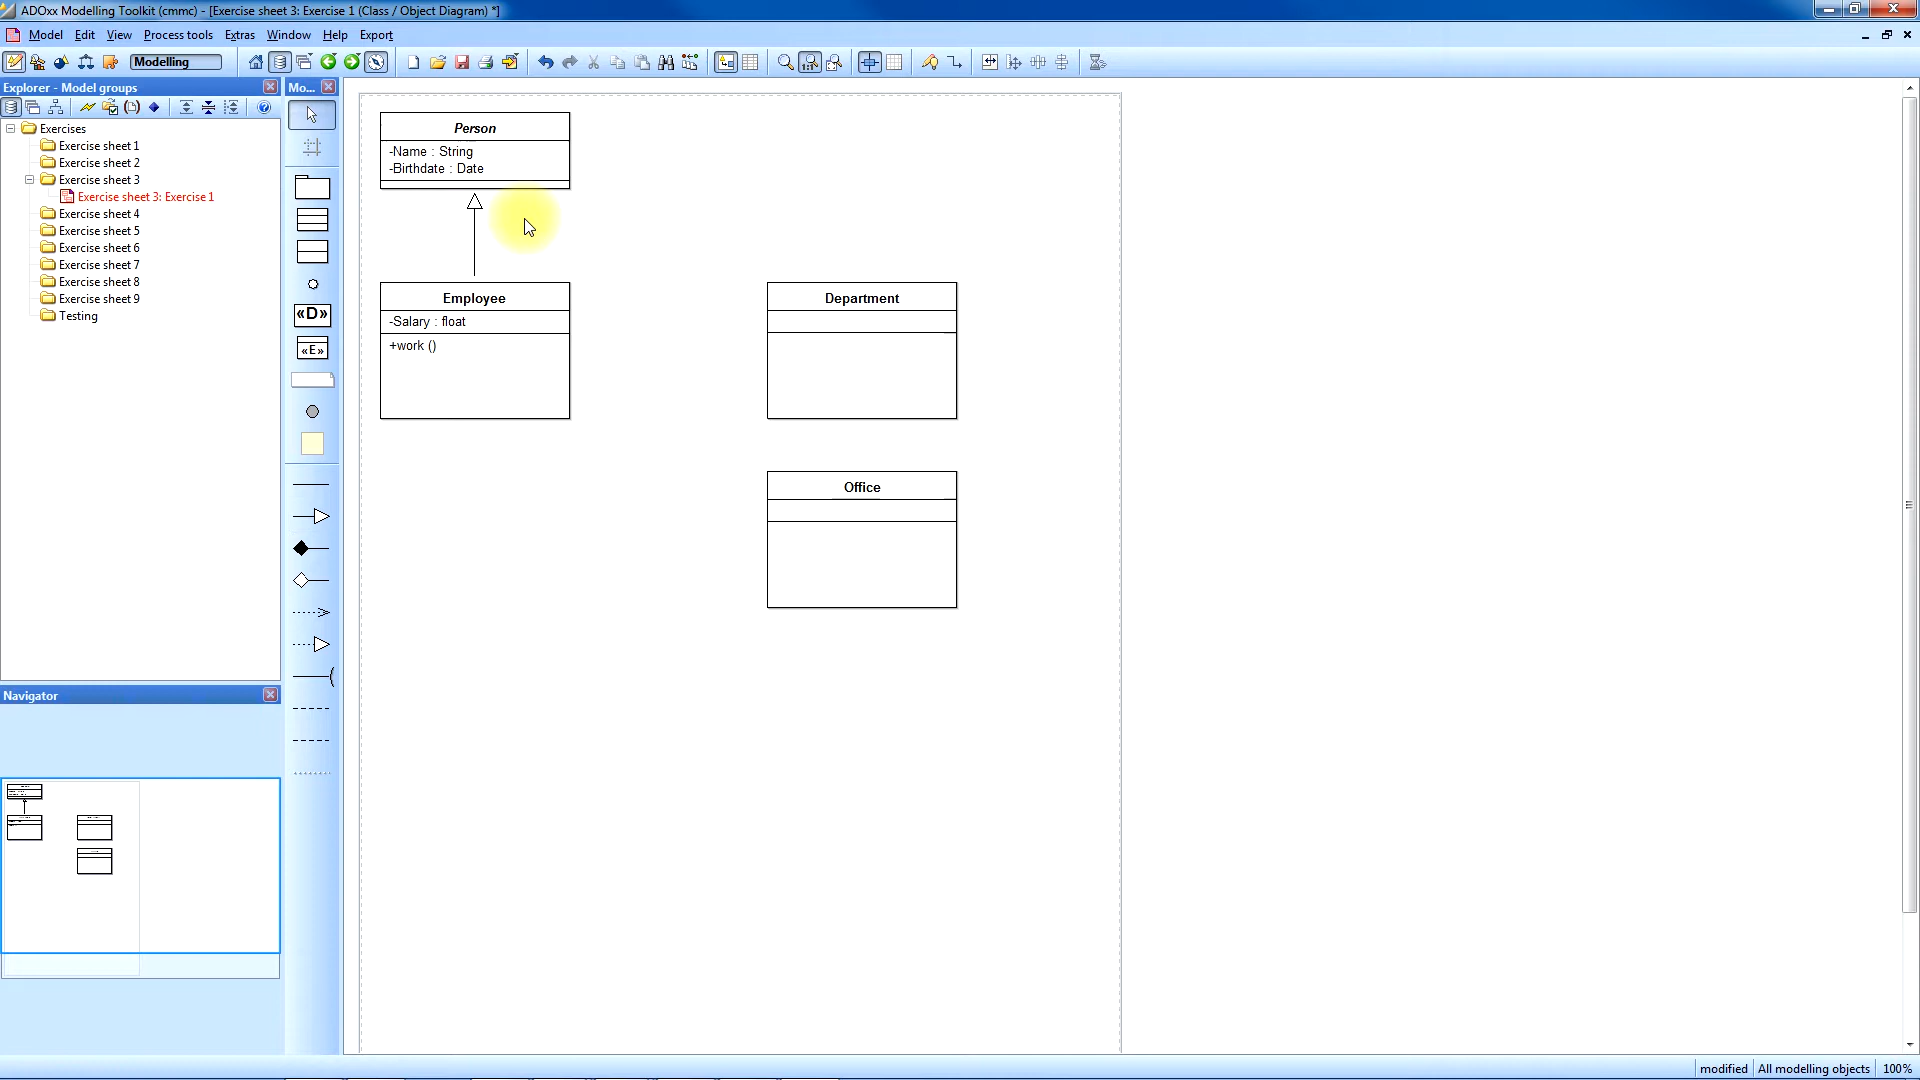 ADOxx Modelling Toolkit (cmmc) - [Exercise sheet 3: Exercise 1 (Class / Object Diagram) *]
Model Edit View Process tools Extras Window Help Export
Modelling
Explorer - Model groups
Mo...
Exercises
Exercise sheet 1
Exercise sheet 2
Exercise sheet 3
Exercise sheet 3: Exercise 1
Exercise sheet 4
Exercise sheet 5
Exercise sheet 6
Exercise sheet 7
Exercise sheet 8
Exercise sheet 9
Testing
«D»
«E»
Person
-Name : String
-Birthdate : Date
Employee
-Salary : float
+work ()
Department
Office
Navigator
modified All modelling objects 100%